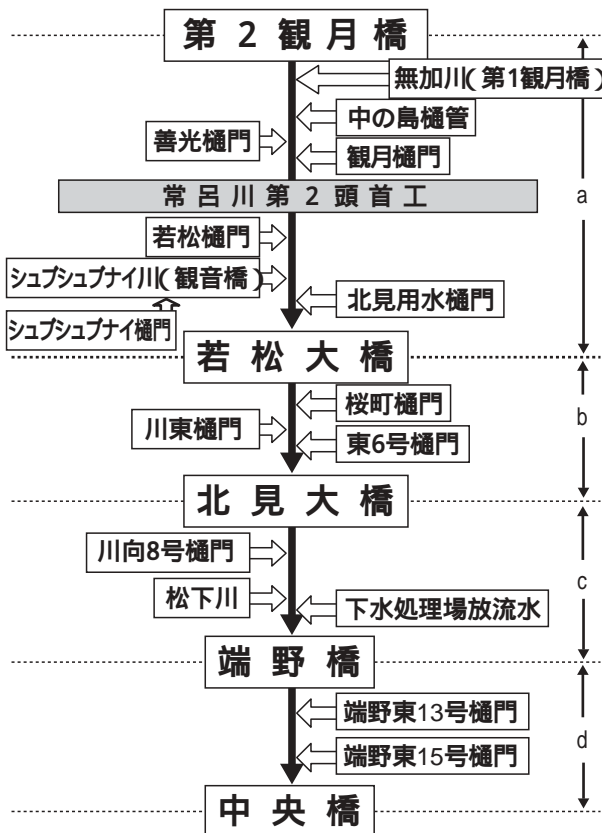 第2観月橋
無加川(第1観月橋)
中の島樋管
善光樋門
観月樋門
常呂川第2頭首工
a
若松樋門
シュブシュブナイ川(観音橋)
北見用水樋門
シュブシュブナイ樋門
若松大橋
桜町樋門
b
川東樋門
東6号樋門
北見大橋
川向8号樋門
c
松下川
下水処理場放流水
端野橋
端野東13号樋門
d
端野東15号樋門
中央橋